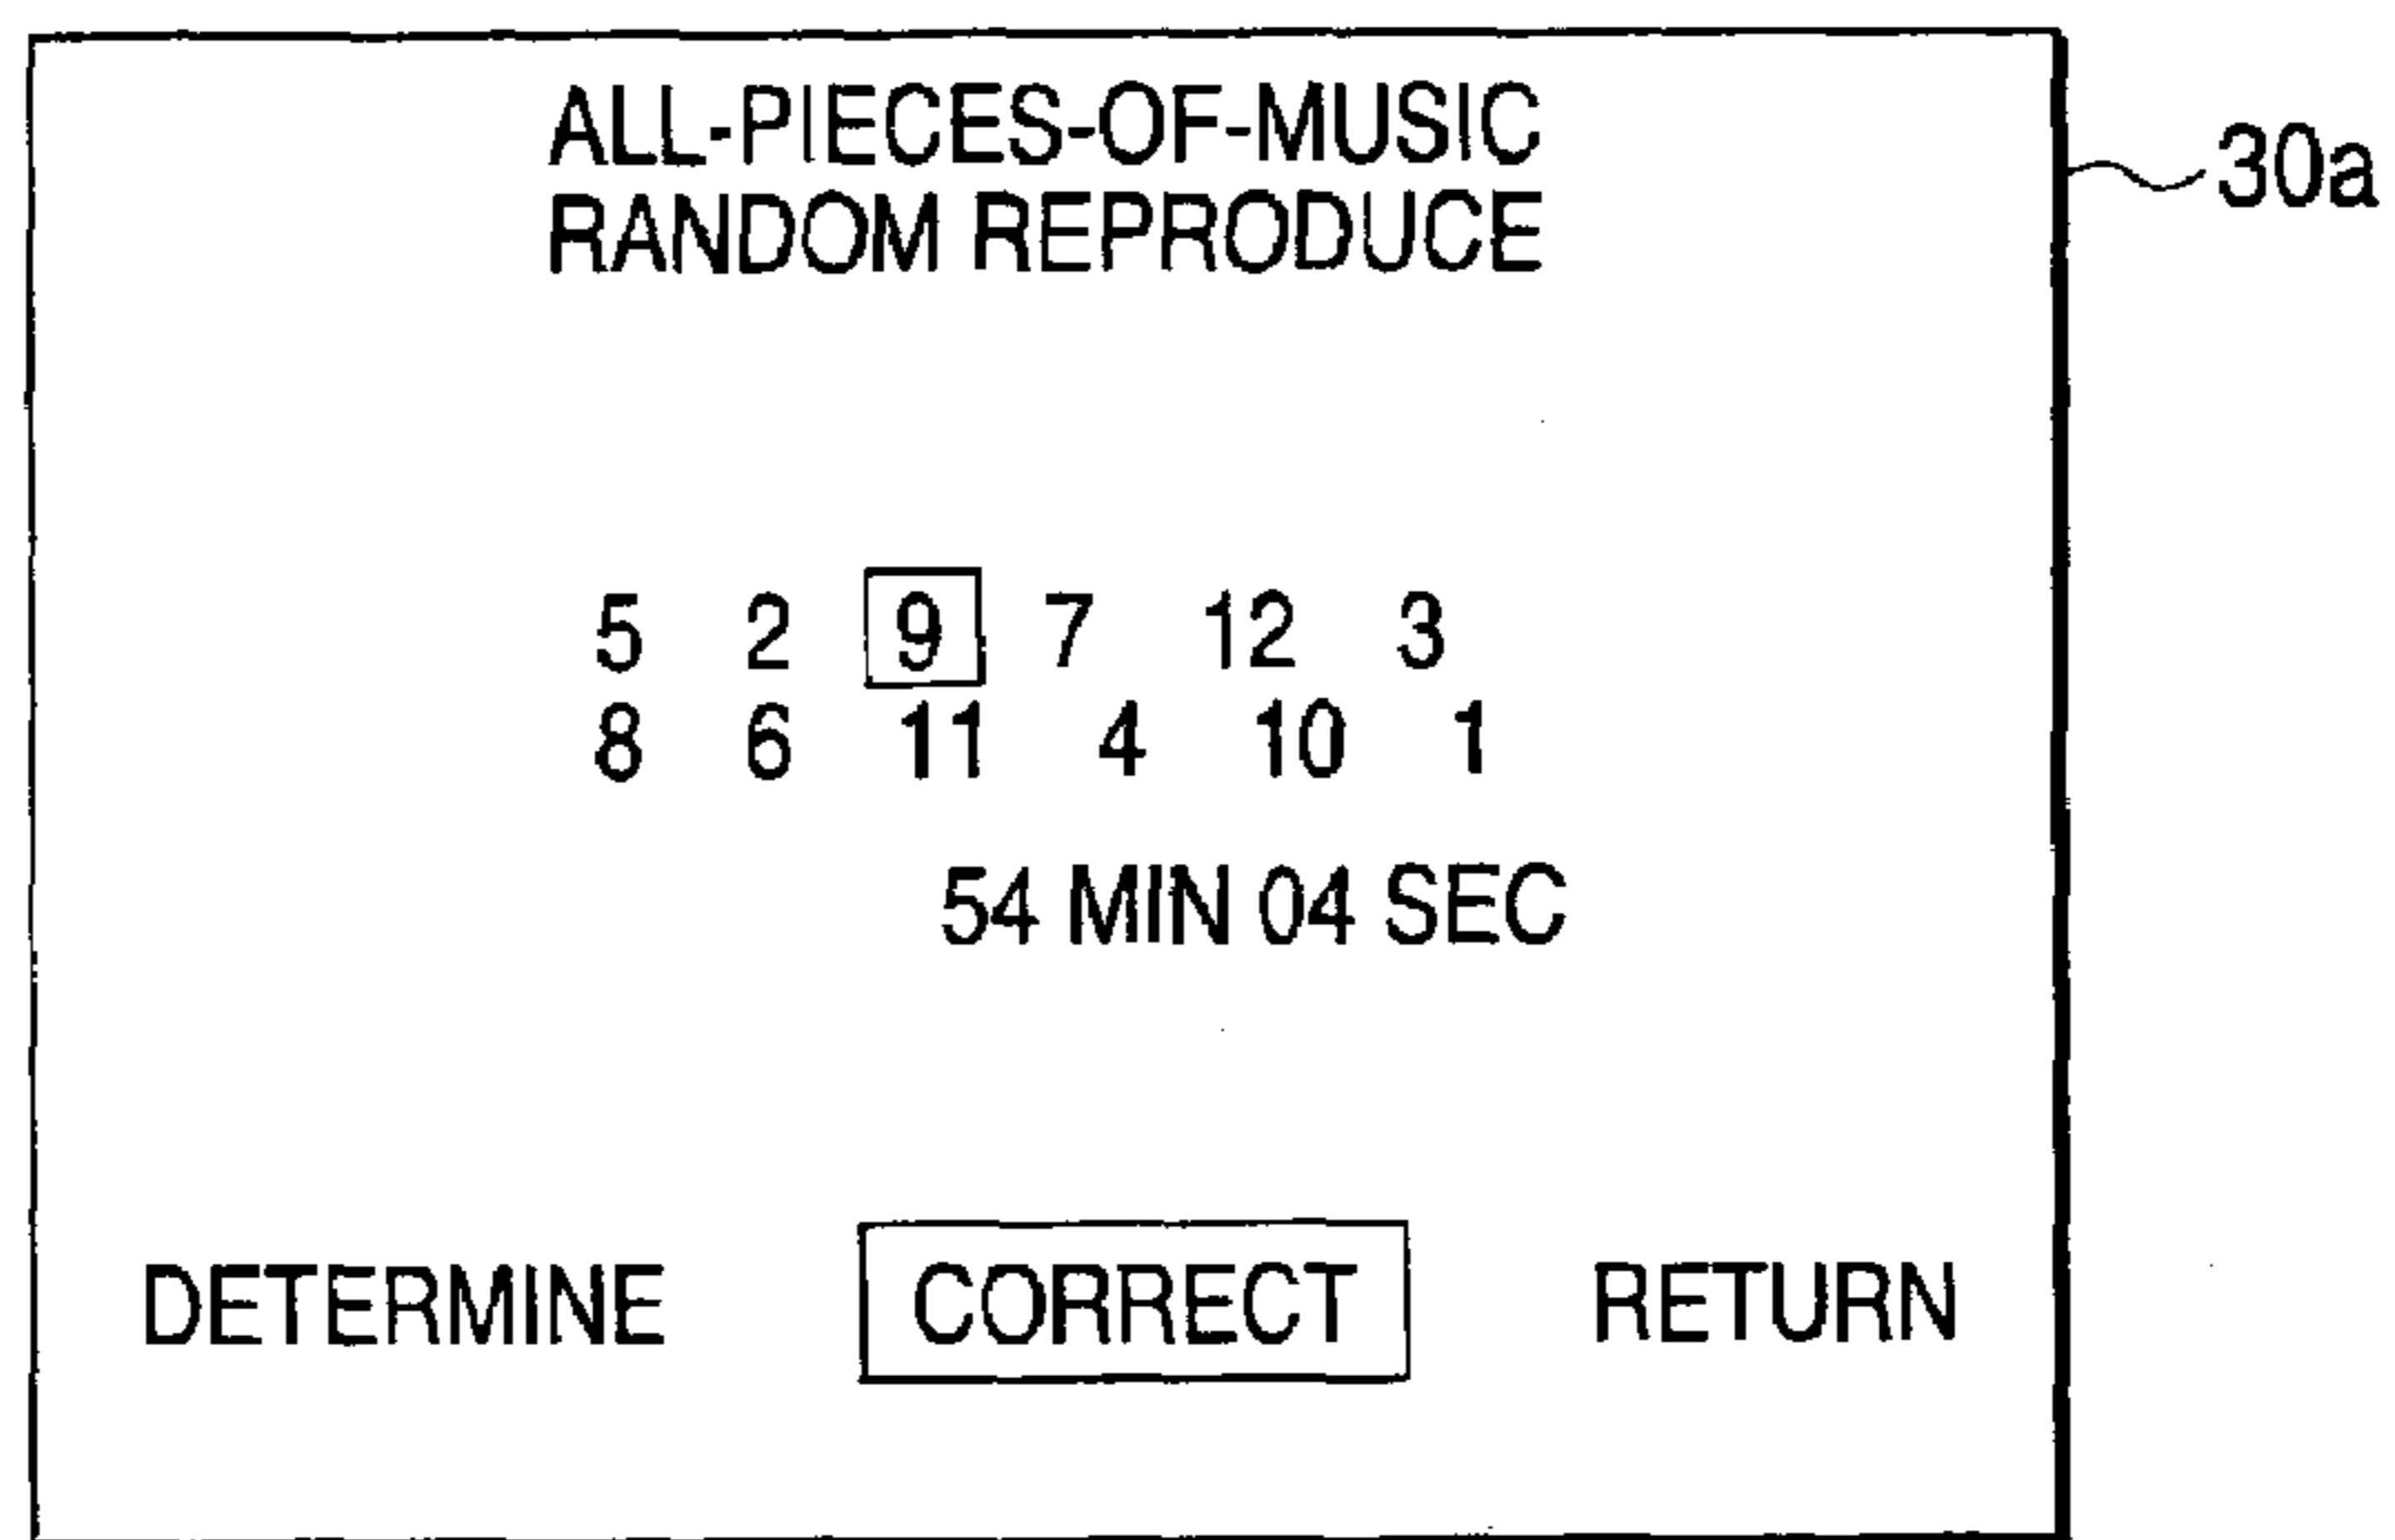 ALL-PIECES-OF-MUSIC
RANDOM REPRODUCE
30a
5 2 9 7 12 3
8 6 11 4 10 1
54 MIN 04 SEC
DETERMINE CORRECT RETURN